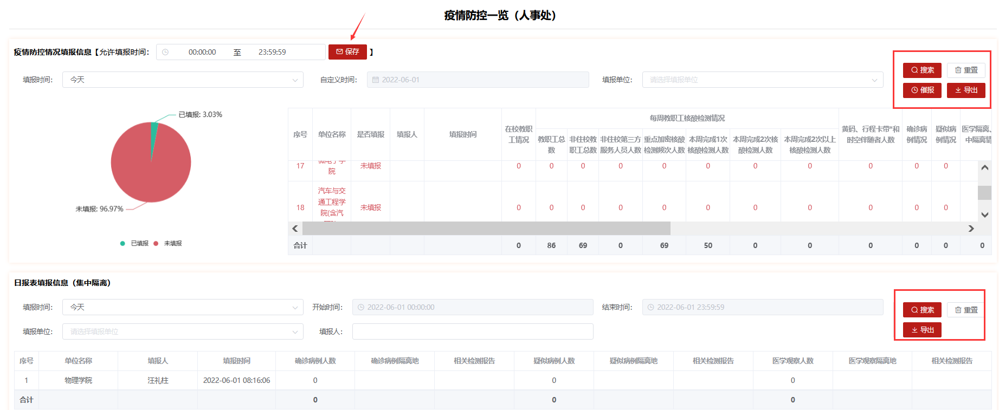 疫情防控一览（人事处）
疫情防控情况填报信息【允许填报时间： 00:00:00 至 23:59:59 保存 】
填报时间： 今天 自定义时间： 2022-06-01 填报单位： 请选择填报单位
搜索 重置
催报 导出
已填报: 3.03%
未填报: 96.97%
已填报 未填报
序号 单位名称 是否填报 填报人 填报时间 在校教职工情况 每周教职工核酸检测情况 黄码、行程卡带*和时空伴随者人数 确诊病例情况 疑似病例情况 医学隔离、中隔离情
教职工总数 非住校教职工总数 非住校第三方服务人员人数 重点加密核酸检测频次人数 本周完成1次核酸检测人数 本周完成2次核酸检测人数 本周完成2次以上核酸检测人数
17 微电子学院 未填报 0 0 0 0 0 0 0 0 0 0 0
18 汽车与交通工程学院(含汽 未填报 0 0 0 0 0 0 0 0 0 0 0
合计 0 86 69 0 69 50 0 0 0 0 0 0
日报表填报信息（集中隔离）
填报时间： 今天 开始时间： 2022-06-01 00:00:00 结束时间： 2022-06-01 23:59:59
搜索 重置
填报单位： 请选择填报单位 填报人：
导出
序号 单位名称 填报人 填报时间 确诊病例人数 确诊病例隔离地 相关检测报告 疑似病例人数 疑似病例隔离地 相关检测报告 医学观察人数 医学观察隔离地 相关检测报告
1 物理学院 汪礼柱 2022-06-01 08:16:06 0 0 0
合计 0 0 0